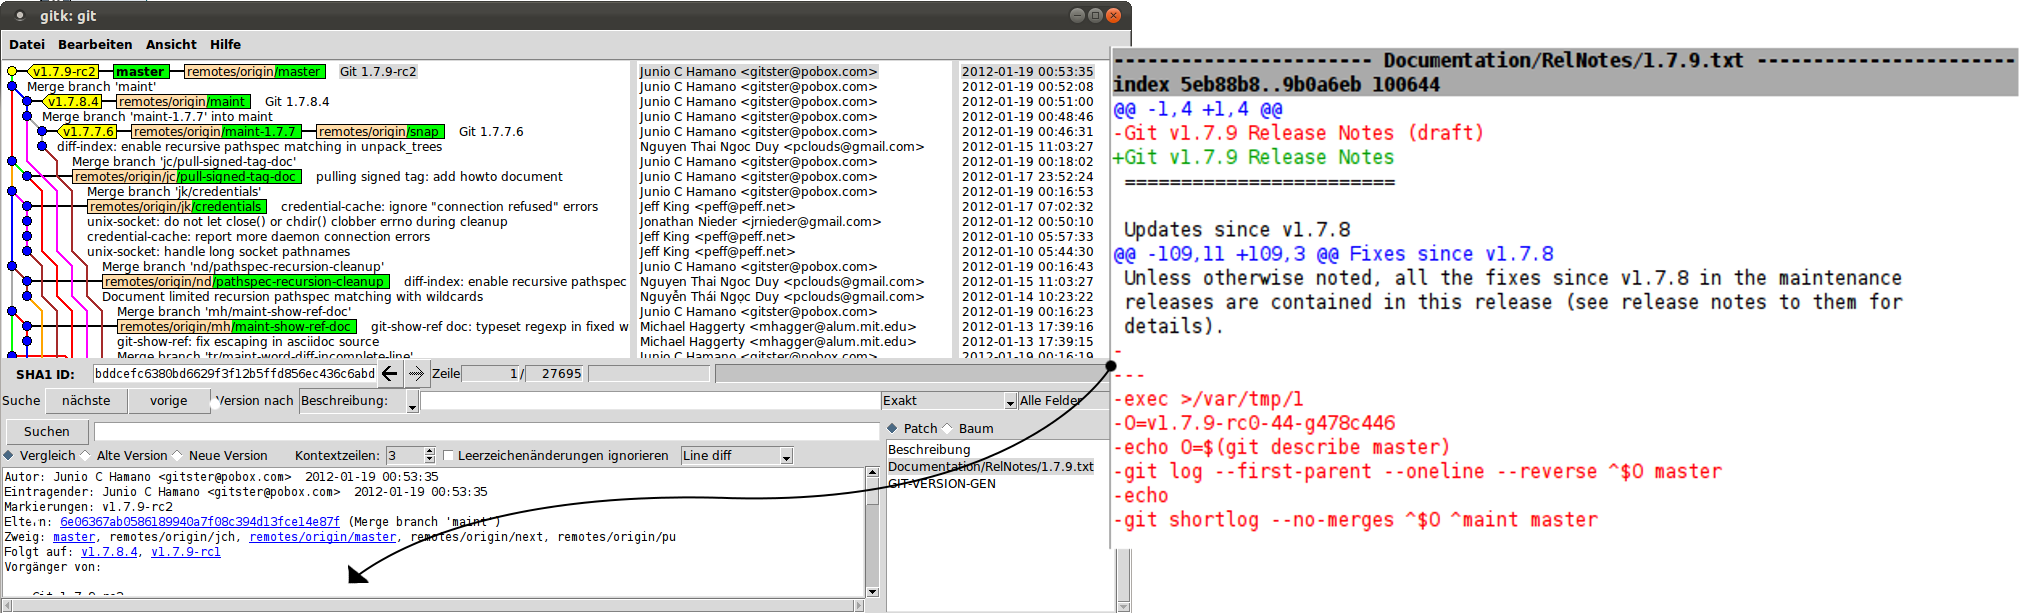 gitk: git
Datei Bearbeiten Ansicht Hilfe
v1.7.9-rc2 master remotes/origin/master Git 1.7.9-rc2 Junio C Hamano <gitster@pobox.com> 2012-01-19 00:53:35
Merge branch 'maint' Junio C Hamano <gitster@pobox.com> 2012-01-19 00:52:08
v1.7.8.4 remotes/origin/maint Git 1.7.8.4 Junio C Hamano <gitster@pobox.com> 2012-01-19 00:51:00
Merge branch 'maint-1.7.7' into maint Junio C Hamano <gitster@pobox.com> 2012-01-19 00:48:46
v1.7.7.6 remotes/origin/maint-1.7.7 remotes/origin/snap Git 1.7.7.6 Junio C Hamano <gitster@pobox.com> 2012-01-19 00:46:31
diff-index: enable recursive pathspec matching in unpack_trees Nguyen Thai Ngoc Duy <pclouds@gmail.com> 2012-01-15 11:03:27
Merge branch 'jc/pull-signed-tag-doc' Junio C Hamano <gitster@pobox.com> 2012-01-19 00:18:02
remotes/origin/jc/pull-signed-tag-doc pulling signed tag: add howto document Junio C Hamano <gitster@pobox.com> 2012-01-17 23:52:24
Merge branch 'jk/credentials' Junio C Hamano <gitster@pobox.com> 2012-01-19 00:16:53
remotes/origin/jk/credentials credential-cache: ignore "connection refused" errors Jeff King <peff@peff.net> 2012-01-17 07:02:32
unix-socket: do not let close() or chdir() clobber errno during cleanup Jonathan Nieder <jrnieder@gmail.com> 2012-01-12 00:50:10
credential-cache: report more daemon connection errors Jeff King <peff@peff.net> 2012-01-10 05:57:33
unix-socket: handle long socket pathnames Jeff King <peff@peff.net> 2012-01-10 05:44:30
Merge branch 'nd/pathspec-recursion-cleanup' Junio C Hamano <gitster@pobox.com> 2012-01-19 00:16:43
remotes/origin/nd/pathspec-recursion-cleanup diff-index: enable recursive pathspec Nguyen Thai Ngoc Duy <pclouds@gmail.com> 2012-01-15 11:03:27
Document limited recursion pathspec matching with wildcards Nguyễn Thái Ngọc Duy <pclouds@gmail.com> 2012-01-14 10:23:22
Merge branch 'mh/maint-show-ref-doc' Junio C Hamano <gitster@pobox.com> 2012-01-19 00:16:23
remotes/origin/mh/maint-show-ref-doc git-show-ref doc: typeset regexp in fixed w Michael Haggerty <mhagger@alum.mit.edu> 2012-01-13 17:39:16
git-show-ref: fix escaping in asciidoc source Michael Haggerty <mhagger@alum.mit.edu> 2012-01-13 17:39:15
Merge branch 'tr/maint-word-diff-incomplete-line' Junio C Hamano <gitster@pobox.com> 2012-01-19 00:16:19
SHA1 ID: bddcefc6380bd6629f3f12b5ffd856ec436c6abd Zeile 1/ 27695
Suche nächste vorige Version nach Beschreibung: Exakt Alle Felder
Suchen
Vergleich Alte Version Neue Version Kontextzeilen: 3 Leerzeichenänderungen ignorieren Line diff
Autor: Junio C Hamano <gitster@pobox.com> 2012-01-19 00:53:35
Eintragender: Junio C Hamano <gitster@pobox.com> 2012-01-19 00:53:35
Markierungen: v1.7.9-rc2
Eltern: 6e06367ab0586189940a7f08c394d13fce14e87f (Merge branch 'maint')
Zweig: master, remotes/origin/jch, remotes/origin/master, remotes/origin/next, remotes/origin/pu
Folgt auf: v1.7.8.4, v1.7.9-rc1
Vorgänger von:
Git 1.7.9-rc2
Patch Baum
Beschreibung
Documentation/RelNotes/1.7.9.txt
GIT-VERSION-GEN
----------------------- Documentation/RelNotes/1.7.9.txt -----------------------
index 5eb88b8..9b0a6eb 100644
@@ -1,4 +1,4 @@
-Git v1.7.9 Release Notes (draft)
+Git v1.7.9 Release Notes
========================
Updates since v1.7.8
@@ -109,11 +109,3 @@ Fixes since v1.7.8
Unless otherwise noted, all the fixes since v1.7.8 in the maintenance
releases are contained in this release (see release notes to them for
details).
-
---
-exec >/var/tmp/1
-O=v1.7.9-rc0-44-g478c446
-echo O=$(git describe master)
-git log --first-parent --oneline --reverse ^$O master
-echo
-git shortlog --no-merges ^$O ^maint master